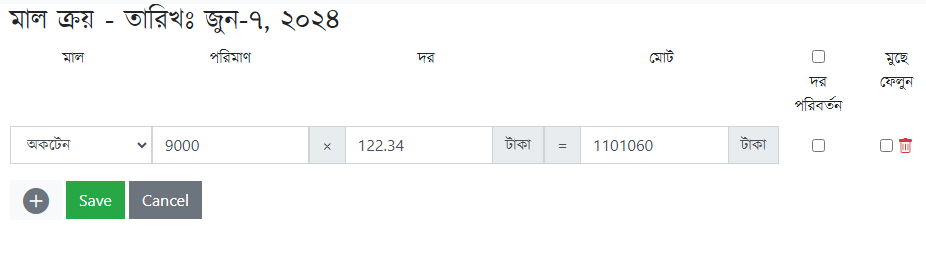 মাল ক্রয় - তারিখঃ জুন-৭, ২০২৪
মাল পরিমাণ দর মোট দর পরিবর্তন মুছে ফেলুন
অকটেন 9000 × 122.34 টাকা = 1101060 টাকা
Save Cancel